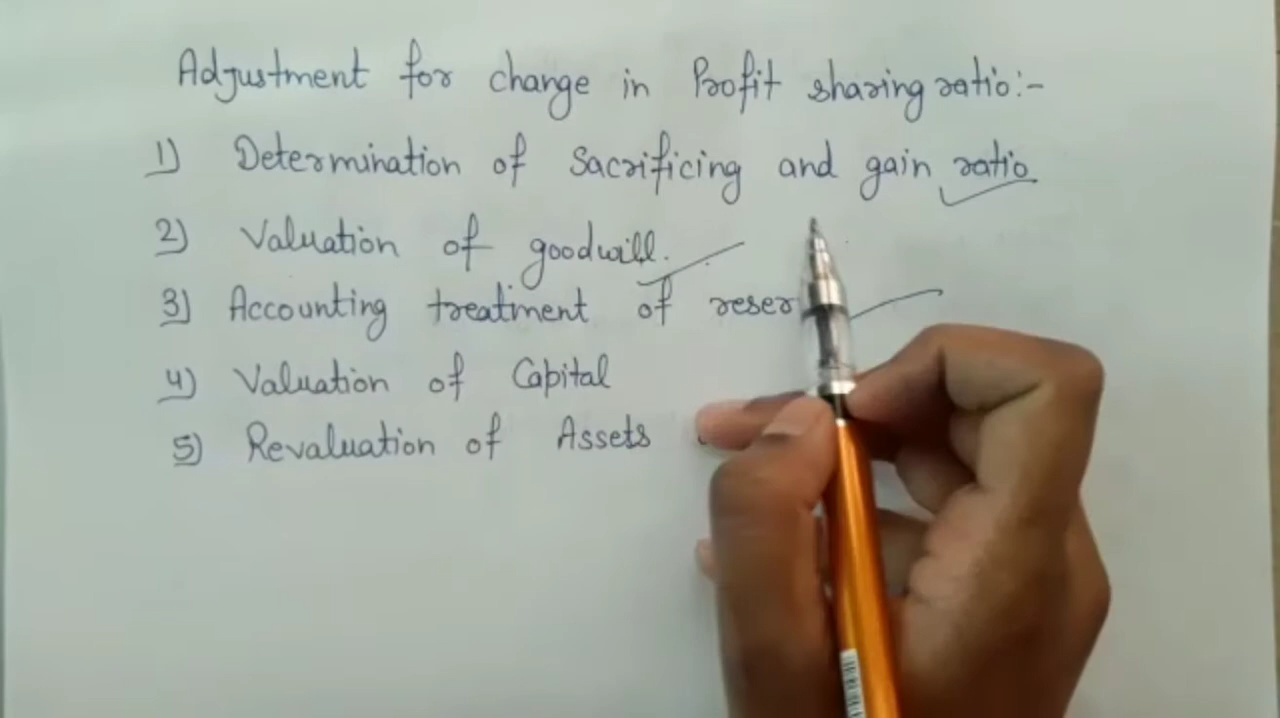 Adjustment for change in Profit sharing ratio:-
1) Determination of Sacrificing and gain ratio
2) Valuation of goodwill.
3) Accounting treatment of
4) Valuation of Capital
5) Revaluation of Assets